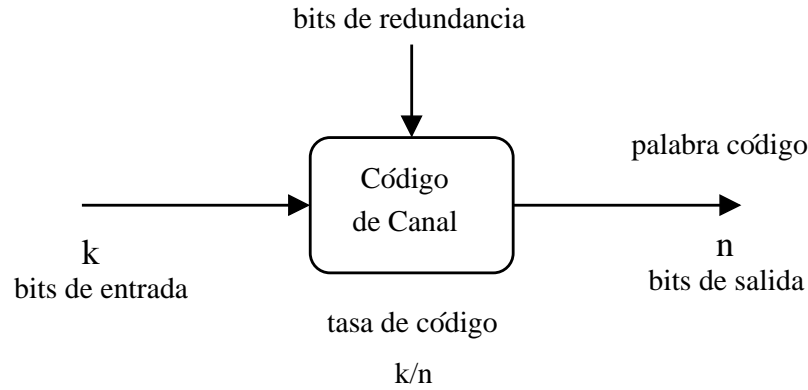 bits de redundancia
palabra código
Código
de Canal
k
bits de entrada
n
bits de salida
tasa de código
k/n